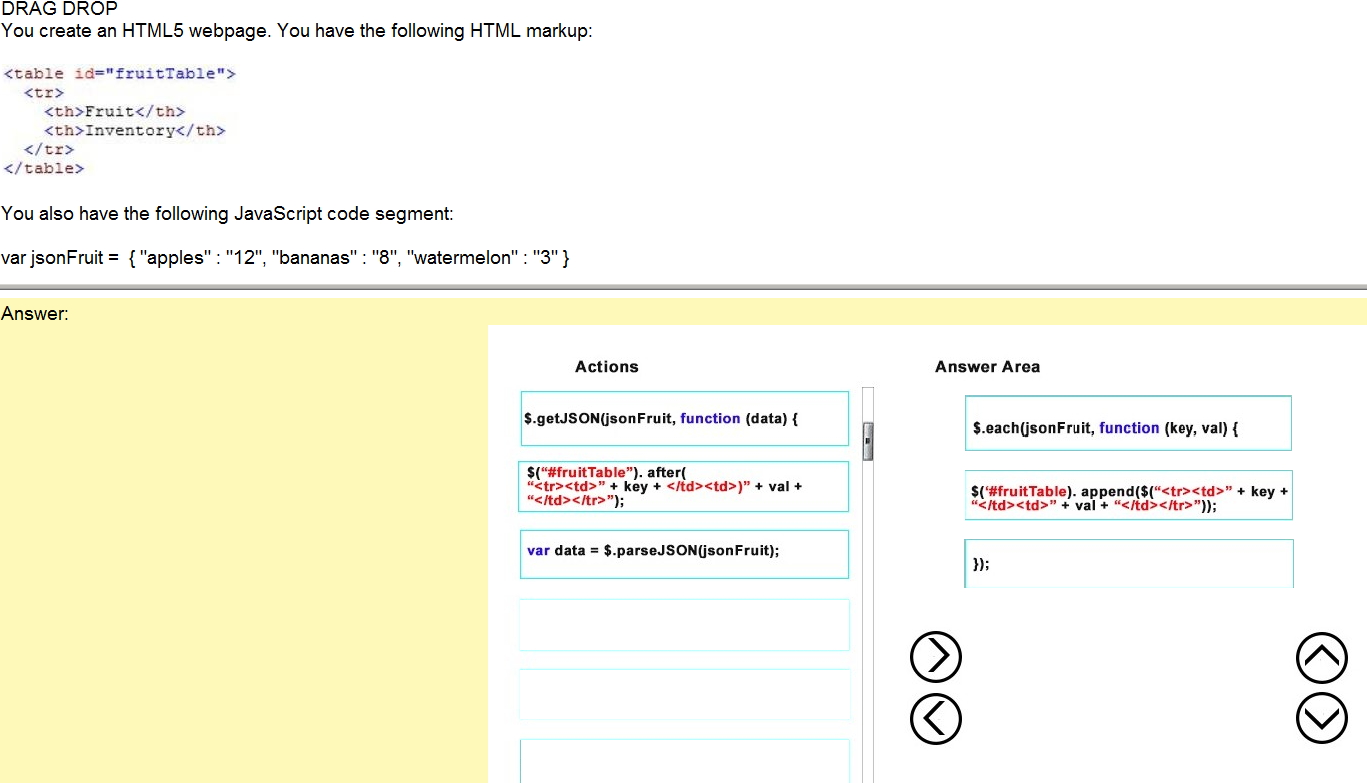 DRAG DROP
You create an HTML5 webpage. You have the following HTML markup:
<table id="fruitTable">
<tr>
<th>Fruit</th>
<th>Inventory</th>
</tr>
</table>
You also have the following JavaScript code segment:
var jsonFruit = { "apples" : "12", "bananas" : "8", "watermelon" : "3" }
Answer:
Actions
$.getJSON(jsonFruit, function (data) {
$(“#fruitTable”). after(
“<tr><td>” + key + </td><td>)” + val +
“</td></tr>”);
var data = $.parseJSON(jsonFruit);
Answer Area
$.each(jsonFruit, function (key, val) {
$(‘#fruitTable). append($(“<tr><td>” + key +
“</td><td>” + val + “</td></tr>”));
});